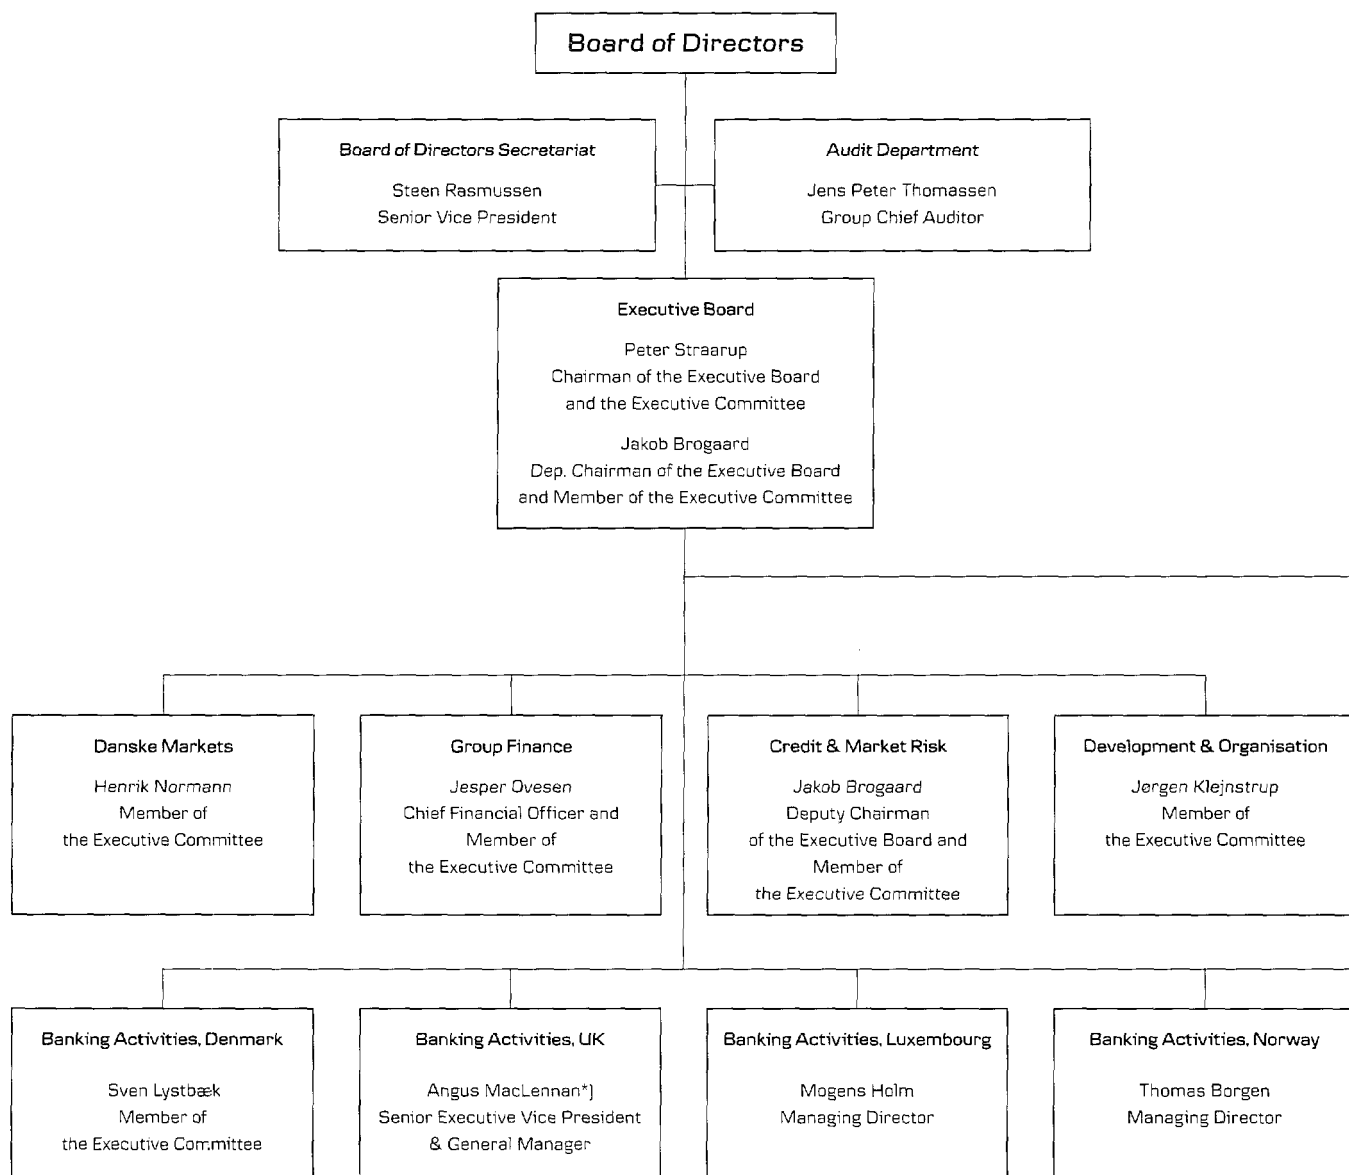 Board of Directors
Board of Directors Secretariat
Steen Rasmussen
Senior Vice President
Audit Department
Jens Peter Thomassen
Group Chief Auditor
Executive Board
Peter Straarup
Chairman of the Executive Board
and the Executive Committee
Jakob Brogaard
Dep. Chairman of the Executive Board
and Member of the Executive Committee
Danske Markets
Henrik Normann
Member of
the Executive Committee
Group Finance
Jesper Ovesen
Chief Financial Officer and
Member of
the Executive Committee
Credit & Market Risk
Jakob Brogaard
Deputy Chairman
of the Executive Board and
Member of
the Executive Committee
Development & Organisation
Jørgen Klejnstrup
Member of
the Executive Committee
Banking Activities, Denmark
Sven Lystbæk
Member of
the Executive Committee
Banking Activities, UK
Angus MacLennan*)
Senior Executive Vice President
& General Manager
Banking Activities, Luxembourg
Mogens Holm
Managing Director
Banking Activities, Norway
Thomas Borgen
Managing Director